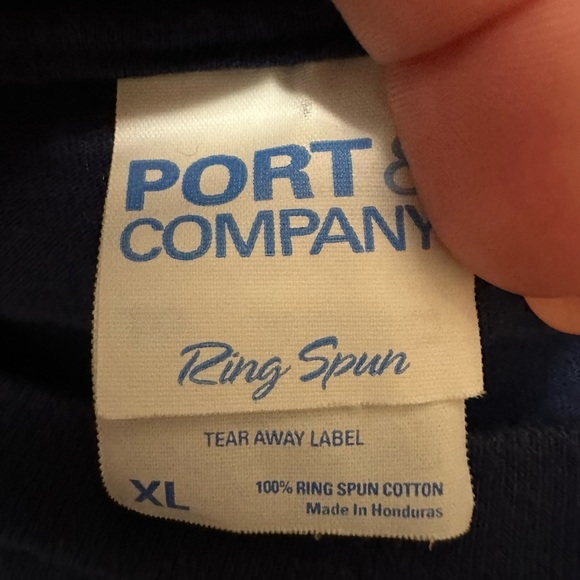 PORT &
COMPANY
Ring Spun
TEAR AWAY LABEL
XL
100% RING SPUN COTTON
Made In Honduras